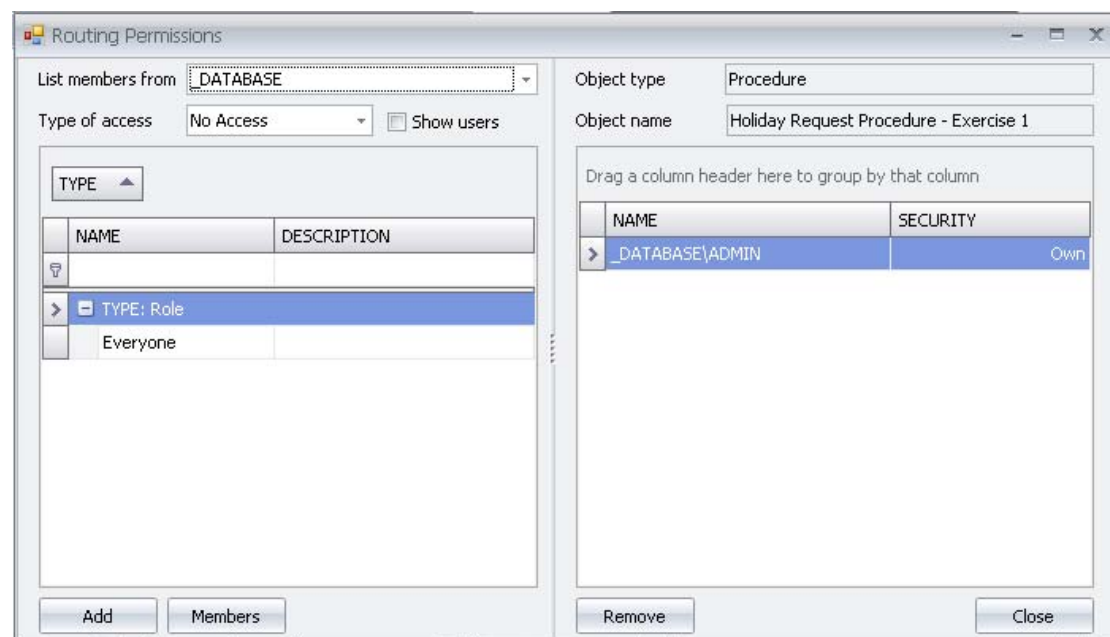 Routing Permissions
List members from _DATABASE
Type of access No Access Show users
TYPE
NAME DESCRIPTION
TYPE: Role
Everyone
Add Members
Object type Procedure
Object name Holiday Request Procedure - Exercise 1
Drag a column header here to group by that column
NAME SECURITY
_DATABASE\ADMIN Own
Remove Close